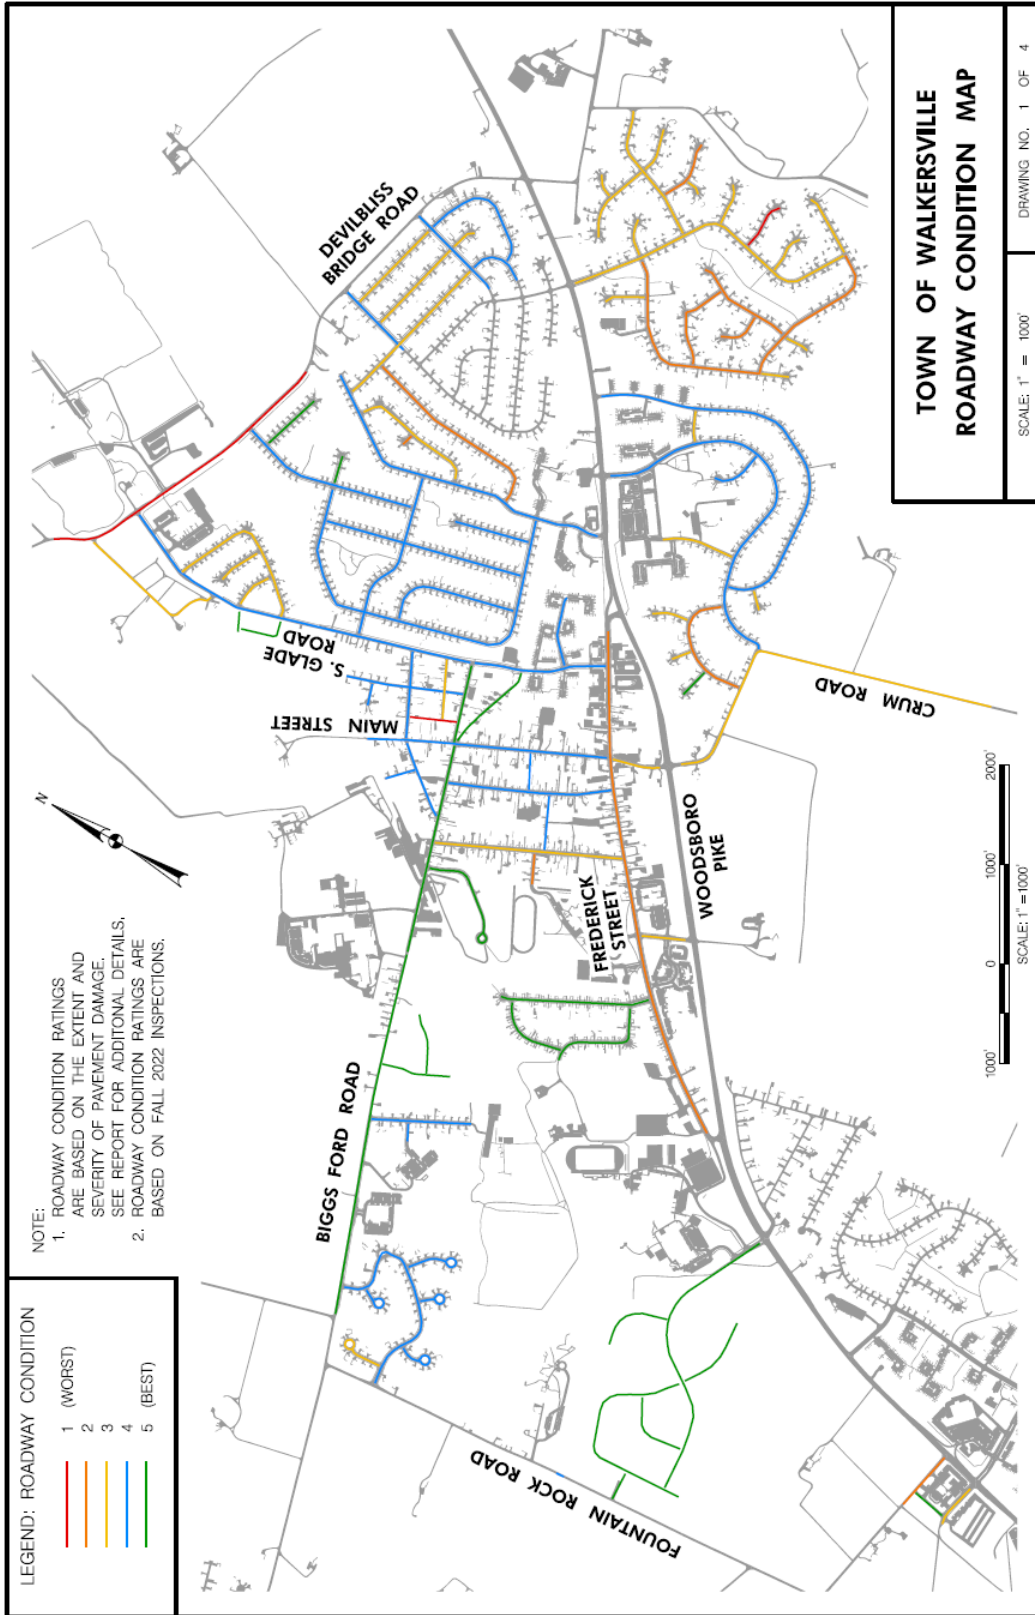 TOWN OF WALKERSVILLE
ROADWAY CONDITION MAP
SCALE: 1" = 1000'
DRAWING NO. 1 OF 4
LEGEND: ROADWAY CONDITION
1 (WORST)
2
3
4
5 (BEST)
NOTE:
1. ROADWAY CONDITION RATINGS
ARE BASED ON THE EXTENT AND
SEVERITY OF PAVEMENT DAMAGE.
SEE REPORT FOR ADDITIONAL DETAILS.
2. ROADWAY CONDITION RATINGS ARE
BASED ON FALL 2022 INSPECTIONS.
N
DEVILBLISS
BRIDGE ROAD
S. GLADE
ROAD
MAIN STREET
CRUM ROAD
WOODSBORO
PIKE
FREDERICK
STREET
BIGGS FORD ROAD
FOUNTAIN ROCK ROAD
1000' 0 1000' 2000'
SCALE: 1" =1000'